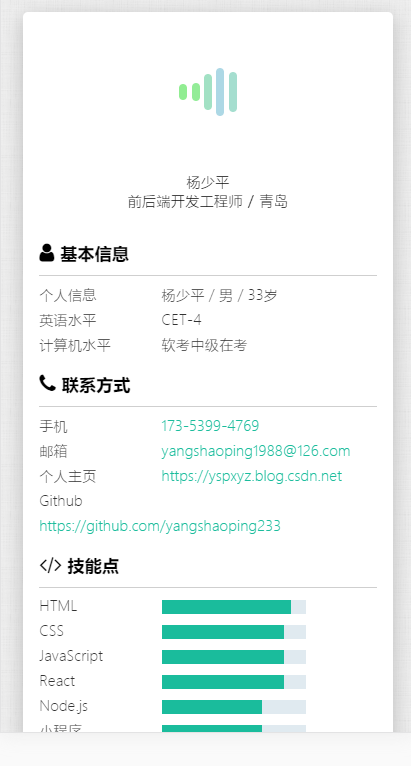 杨少平
前后端开发工程师 / 青岛
基本信息
个人信息 杨少平 / 男 / 33岁
英语水平 CET-4
计算机水平 软考中级在考
联系方式
手机 173-5399-4769
邮箱 yangshaoping1988@126.com
个人主页 https://yspxyz.blog.csdn.net
Github
https://github.com/yangshaoping233
</> 技能点
HTML
CSS
JavaScript
React
Node.js
小程序